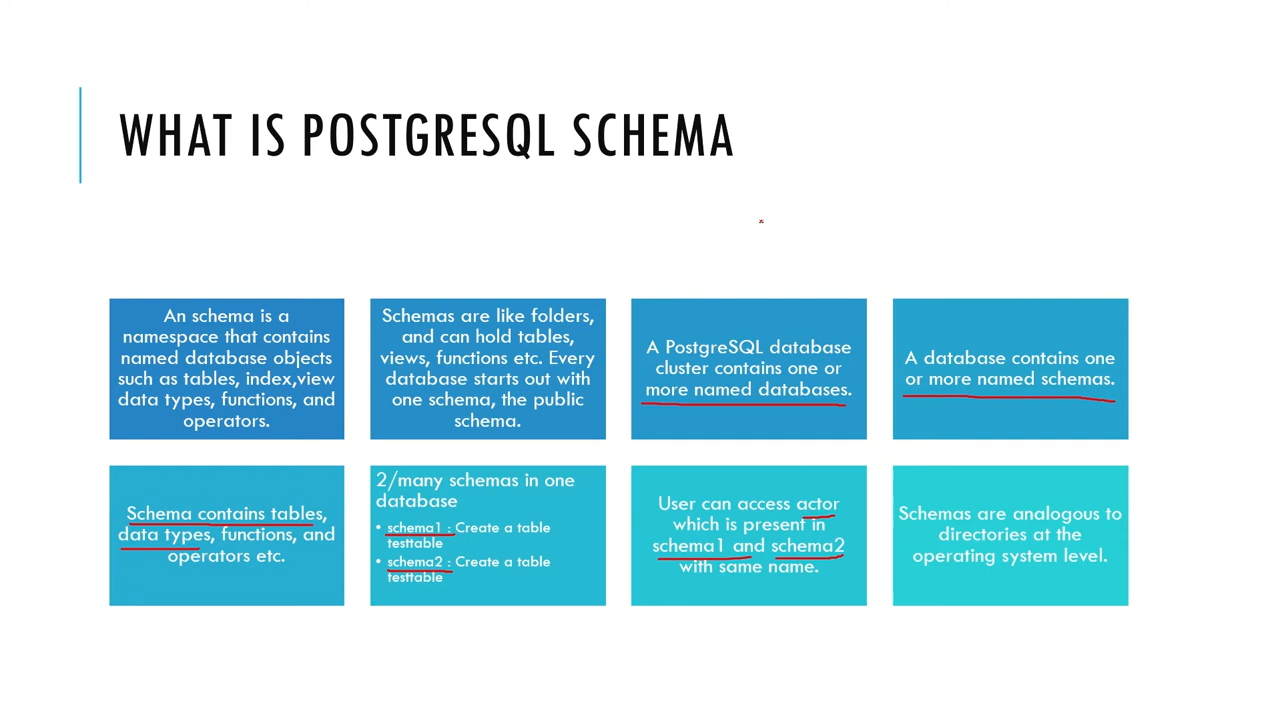 WHAT IS POSTGRESQL SCHEMA
An schema is a
namespace that contains
named database objects
such as tables, index,view
data types, functions, and
operators.
Schemas are like folders,
and can hold tables,
views, functions etc. Every
database starts out with
one schema, the public
schema.
A PostgreSQL database
cluster contains one or
more named databases.
A database contains one
or more named schemas.
Schema contains tables,
data types, functions, and
operators etc.
2/many schemas in one
database
• schema1 : Create a table
testtable
• schema2 : Create a table
testtable
User can access actor
which is present in
schema1 and schema2
with same name.
Schemas are analogous to
directories at the
operating system level.